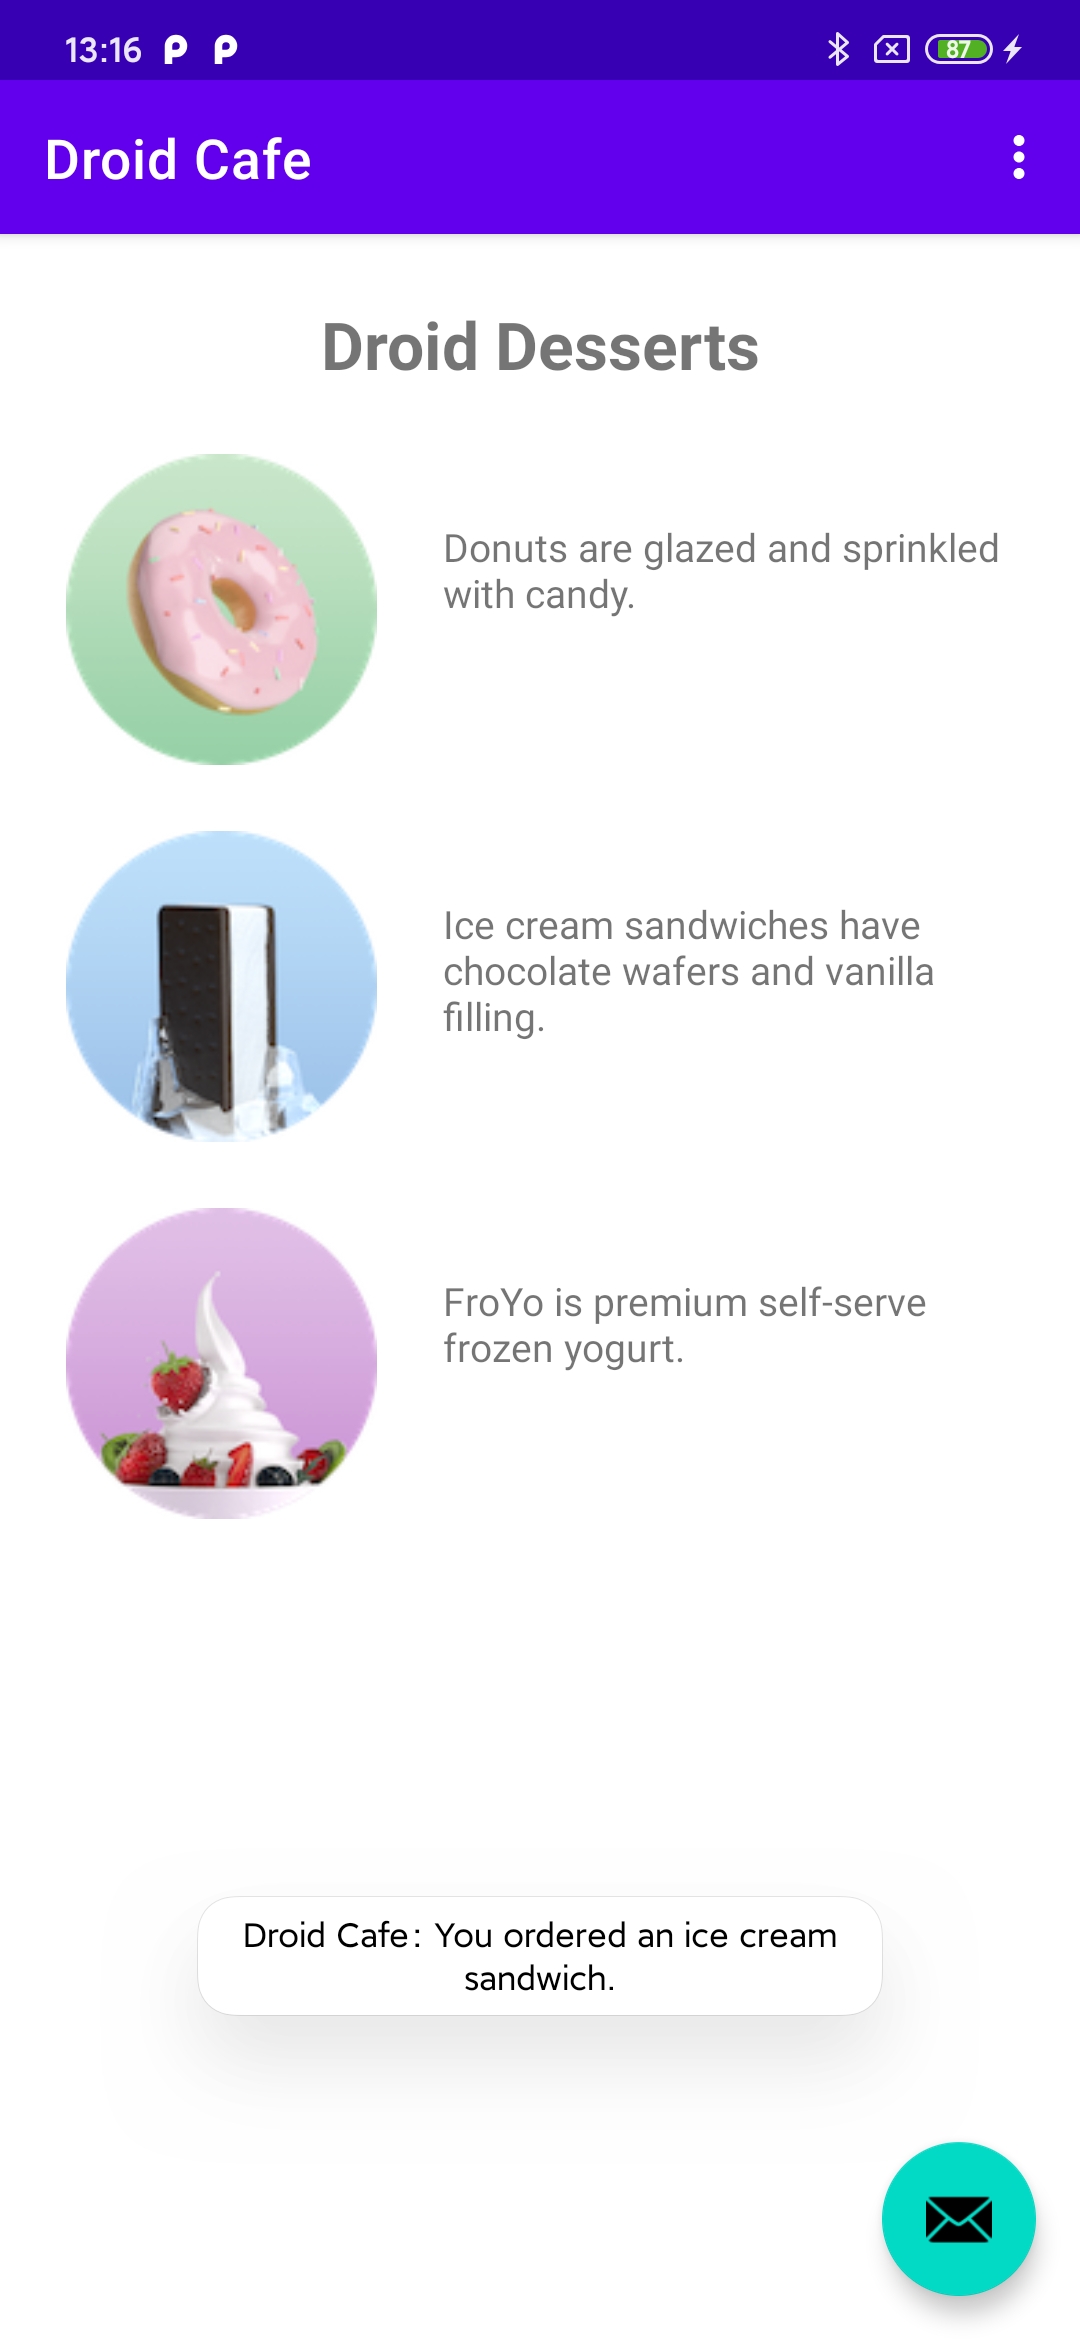 13:16
87
Droid Cafe
Droid Desserts
Donuts are glazed and sprinkled
with candy.
Ice cream sandwiches have
chocolate wafers and vanilla
filling.
FroYo is premium self-serve
frozen yogurt.
Droid Cafe: You ordered an ice cream
sandwich.